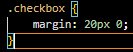 .checkbox {
    margin: 20px 0;
}